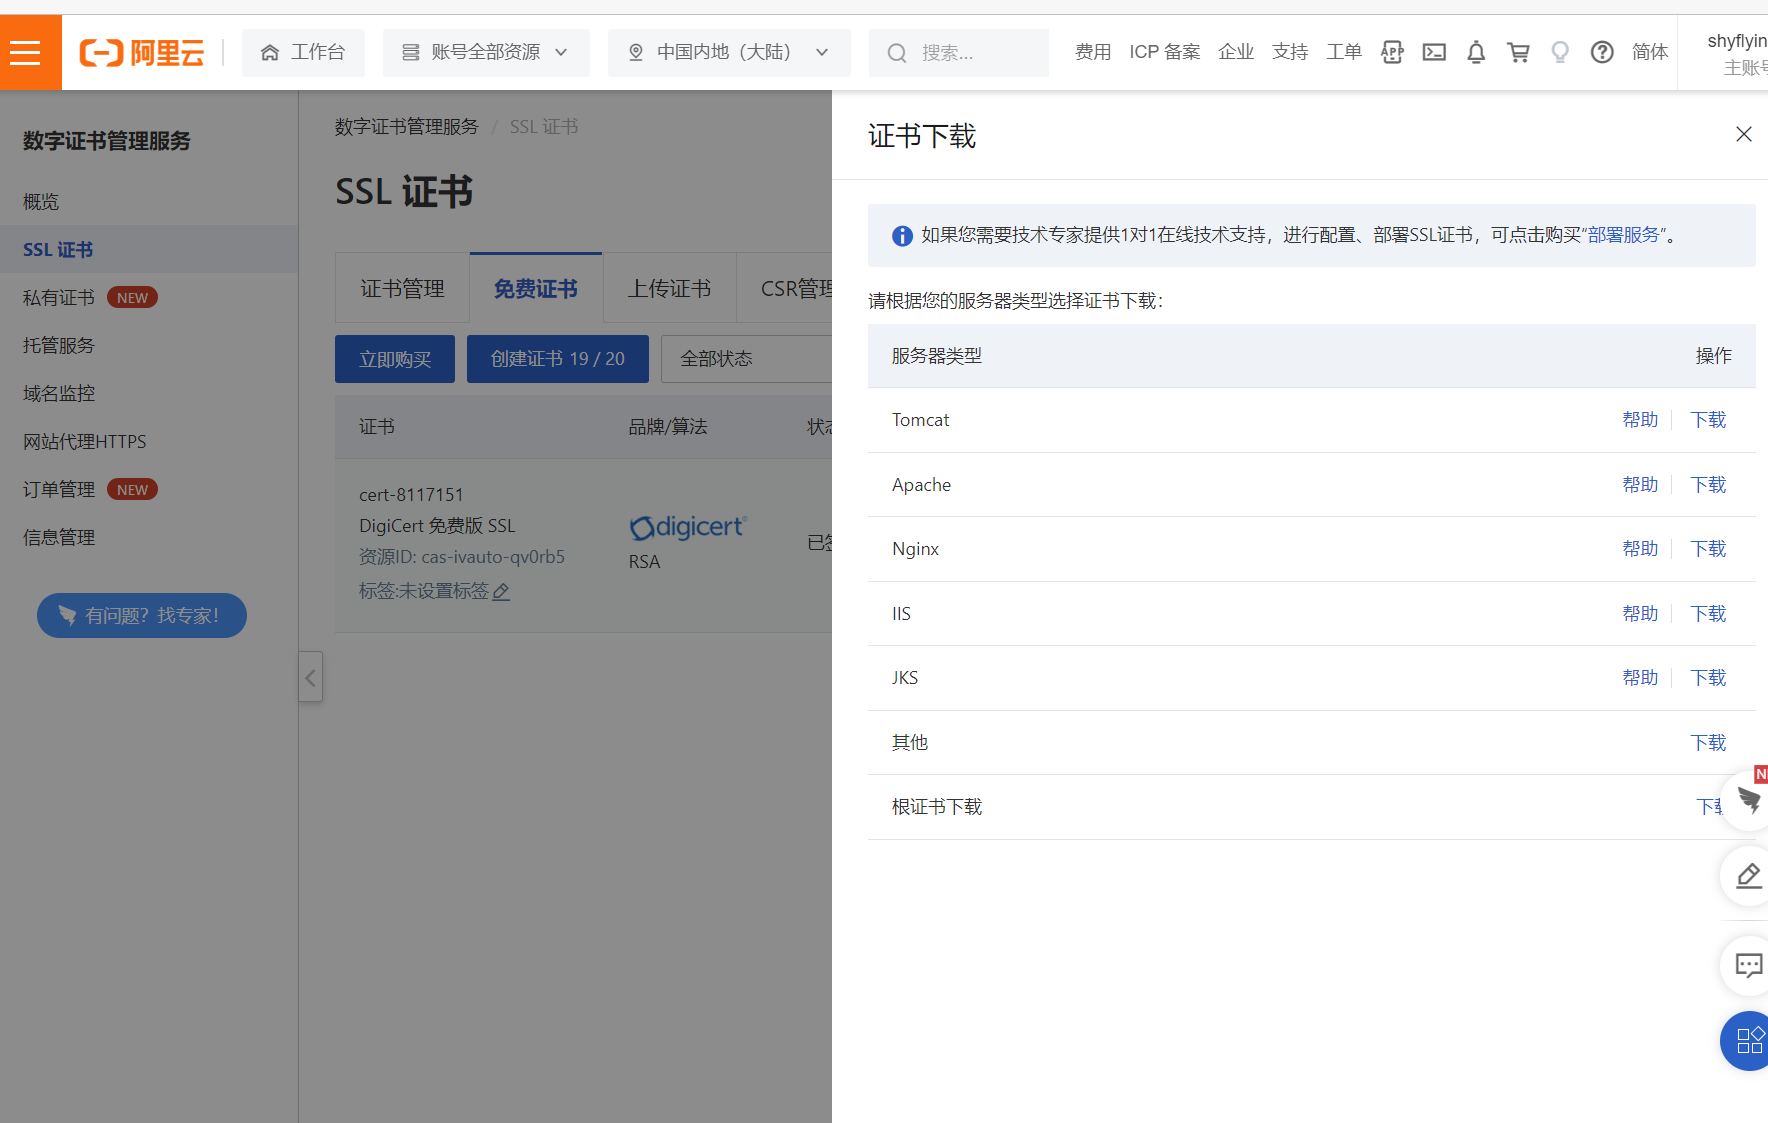 阿里云
工作台
账号全部资源
中国内地（大陆）
搜索...
费用
ICP 备案
企业
支持
工单
APP
简体
shyflyin
主账号
数字证书管理服务
概览
SSL 证书
私有证书 NEW
托管服务
域名监控
网站代理HTTPS
订单管理 NEW
信息管理
有问题？找专家！
数字证书管理服务 / SSL 证书
SSL 证书
证书管理
免费证书
上传证书
CSR管理
立即购买
创建证书 19 / 20
全部状态
证书
品牌/算法
状态
cert-8117151
DigiCert 免费版 SSL
资源ID: cas-ivauto-qv0rb5
标签:未设置标签
digicert
RSA
已签
证书下载
如果您需要技术专家提供1对1在线技术支持，进行配置、部署SSL证书，可点击购买“部署服务”。
请根据您的服务器类型选择证书下载：
服务器类型 操作
Tomcat 帮助 下载
Apache 帮助 下载
Nginx 帮助 下载
IIS 帮助 下载
JKS 帮助 下载
其他 下载
根证书下载 下载
N